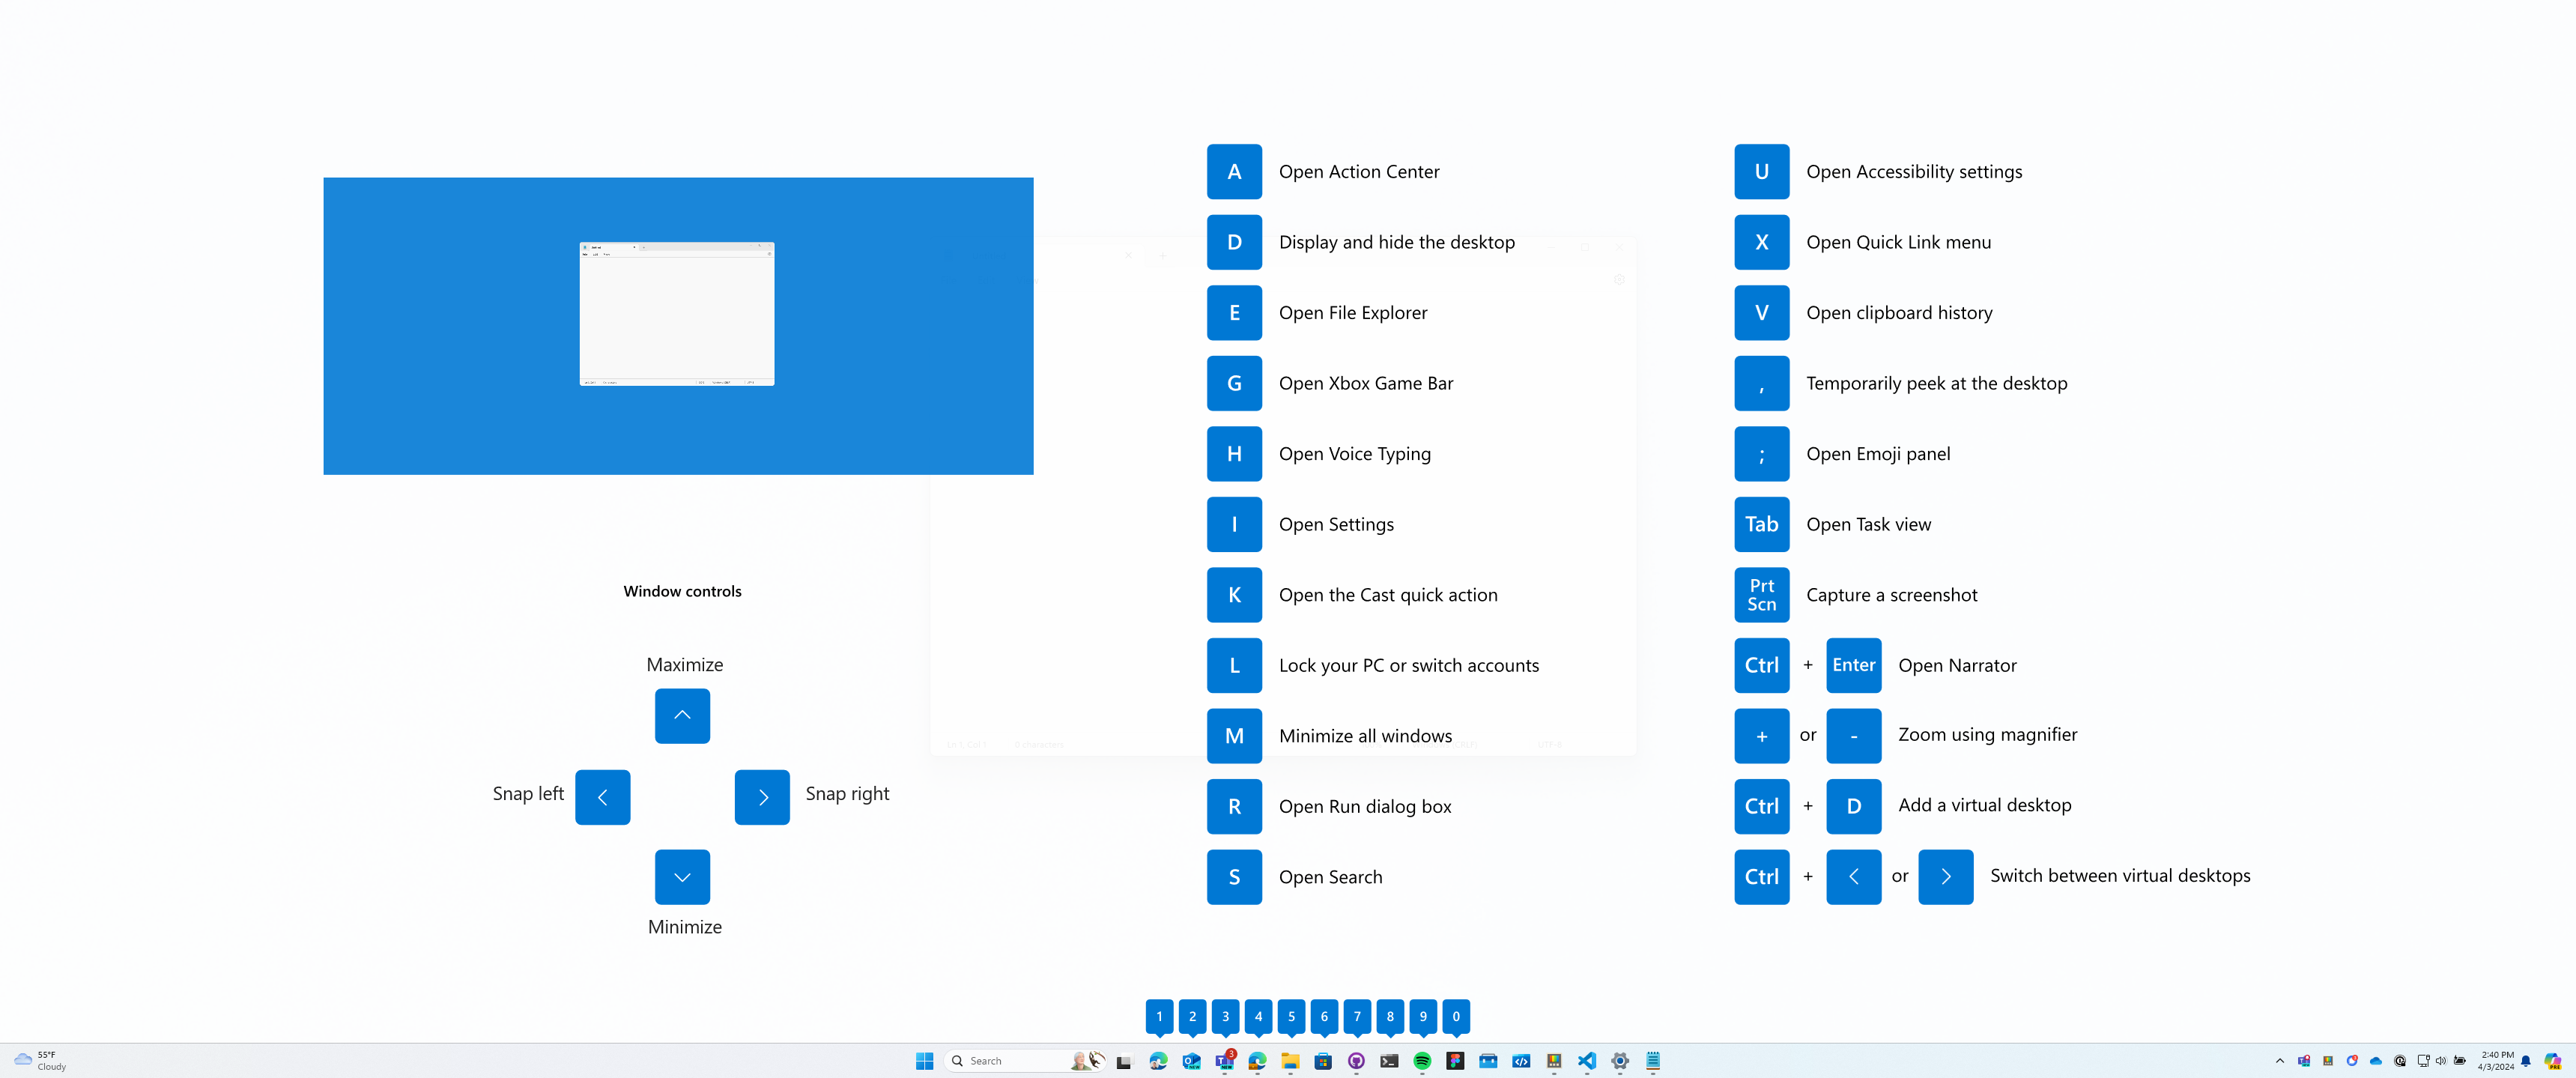 A Open Action Center
D Display and hide the desktop
E Open File Explorer
G Open Xbox Game Bar
H Open Voice Typing
I Open Settings
K Open the Cast quick action
L Lock your PC or switch accounts
M Minimize all windows
R Open Run dialog box
S Open Search
U Open Accessibility settings
X Open Quick Link menu
V Open clipboard history
, Temporarily peek at the desktop
; Open Emoji panel
Tab Open Task view
Prt
Scn
Capture a screenshot
Ctrl + Enter Open Narrator
+ or - Zoom using magnifier
Ctrl + D Add a virtual desktop
Ctrl + < or > Switch between virtual desktops
Window controls
Maximize
Snap left
Snap right
Minimize
1 2 3 4 5 6 7 8 9 0
55°F
Cloudy
Search
3
2:40 PM
4/3/2024